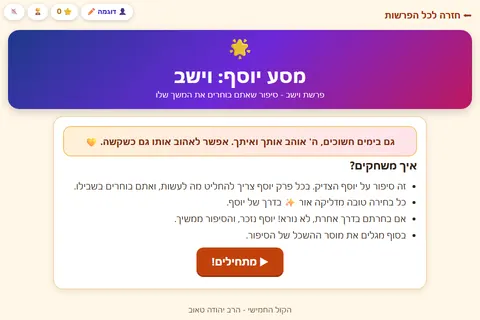 ← חזרה לכל הפרשות
👤 דוגמה 🖍️
⭐ 0
🌟
מסע יוסף: וישב
פרשת וישב - סיפור שאתם בוחרים את המשך שלו
גם בימים חשוכים, ה' אוהב אותך ואיתך. אפשר לאהוב אותו גם כשקשה. 💛
איך משחקים?
• זה סיפור על יוסף הצדיק. בכל פרק יוסף צריך להחליט מה לעשות, ואתם בוחרים בשבילו.
• כל בחירה טובה מדליקה אור ✨ בדרך של יוסף.
• אם בחרתם בדרך אחרת, לא נורא! יוסף נזכר, והסיפור ממשיך.
• בסוף מגלים את מוסר ההשכל של הסיפור.
▶ מתחילים!
הקול החמישי - הרב יהודה טאוב